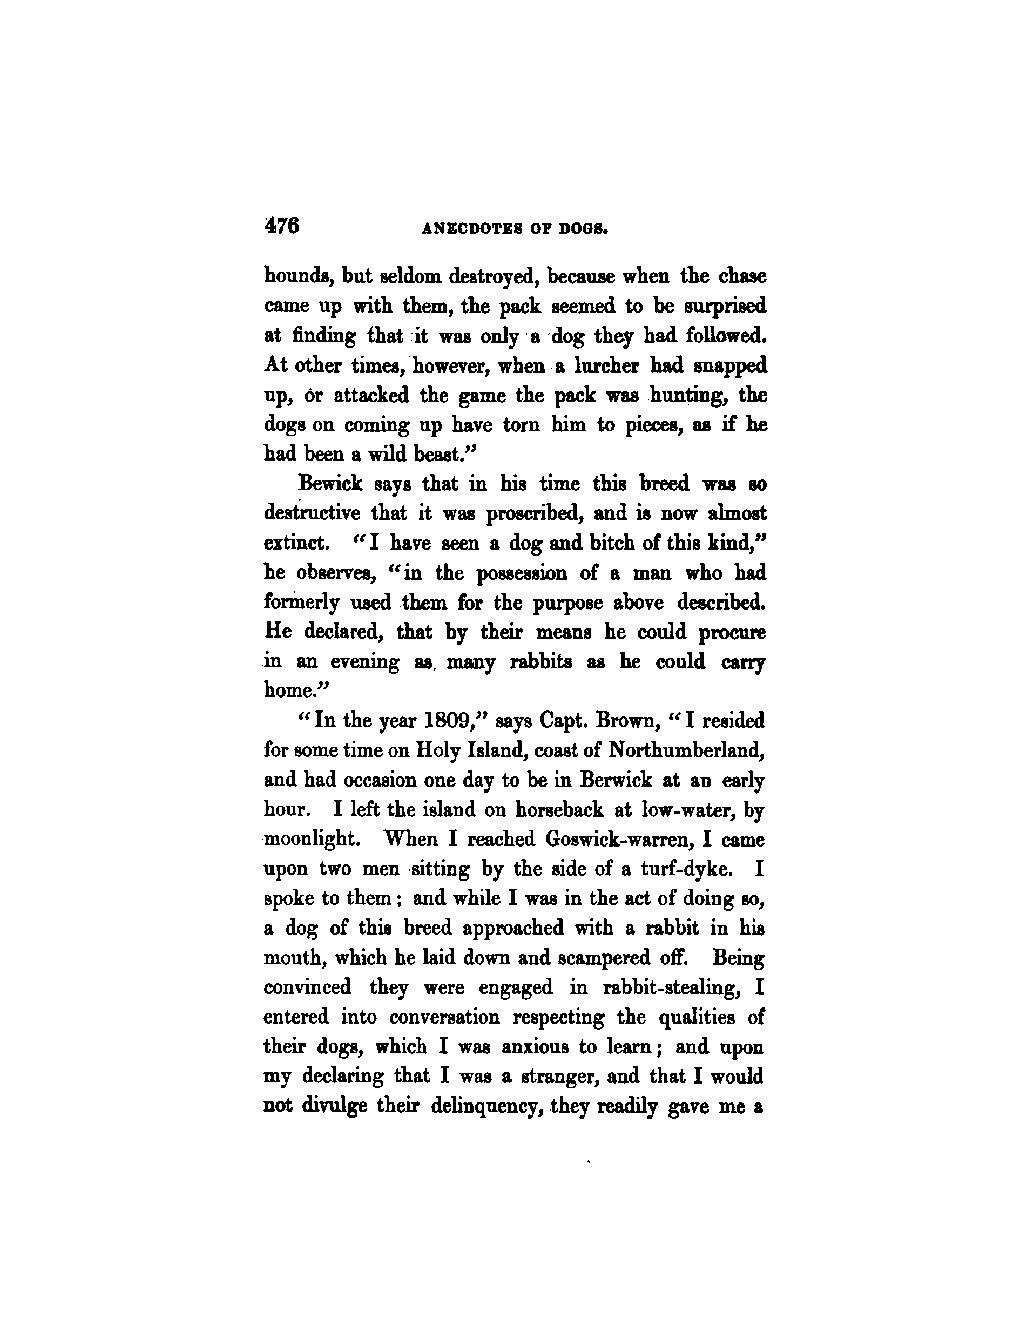 476 ANECDOTES OF DOGS.
hounds, but seldom destroyed, because when the chase
came up with them, the pack seemed to be surprised
at finding that it was only a dog they had followed.
At other times, however, when a lurcher had snapped
up, or attacked the game the pack was hunting, the
dogs on coming up have torn him to pieces, as if he
had been a wild beast.”
Bewick says that in his time this breed was so
destructive that it was proscribed, and is now almost
extinct. “I have seen a dog and bitch of this kind,”
he observes, “in the possession of a man who had
formerly used them for the purpose above described.
He declared, that by their means he could procure
in an evening as many rabbits as he could carry
home.”
“In the year 1809,” says Capt. Brown, “I resided
for some time on Holy Island, coast of Northumberland,
and had occasion one day to be in Berwick at an early
hour. I left the island on horseback at low-water, by
moonlight. When I reached Goswick-warren, I came
upon two men sitting by the side of a turf-dyke. I
spoke to them; and while I was in the act of doing so,
a dog of this breed approached with a rabbit in his
mouth, which he laid down and scampered off. Being
convinced they were engaged in rabbit-stealing, I
entered into conversation respecting the qualities of
their dogs, which I was anxious to learn; and upon
my declaring that I was a stranger, and that I would
not divulge their delinquency, they readily gave me a